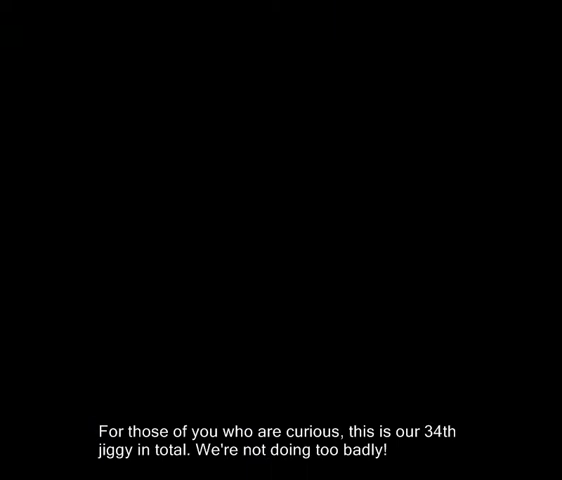 For those of you who are curious, this is our 34th
jiggy in total. We're not doing too badly!